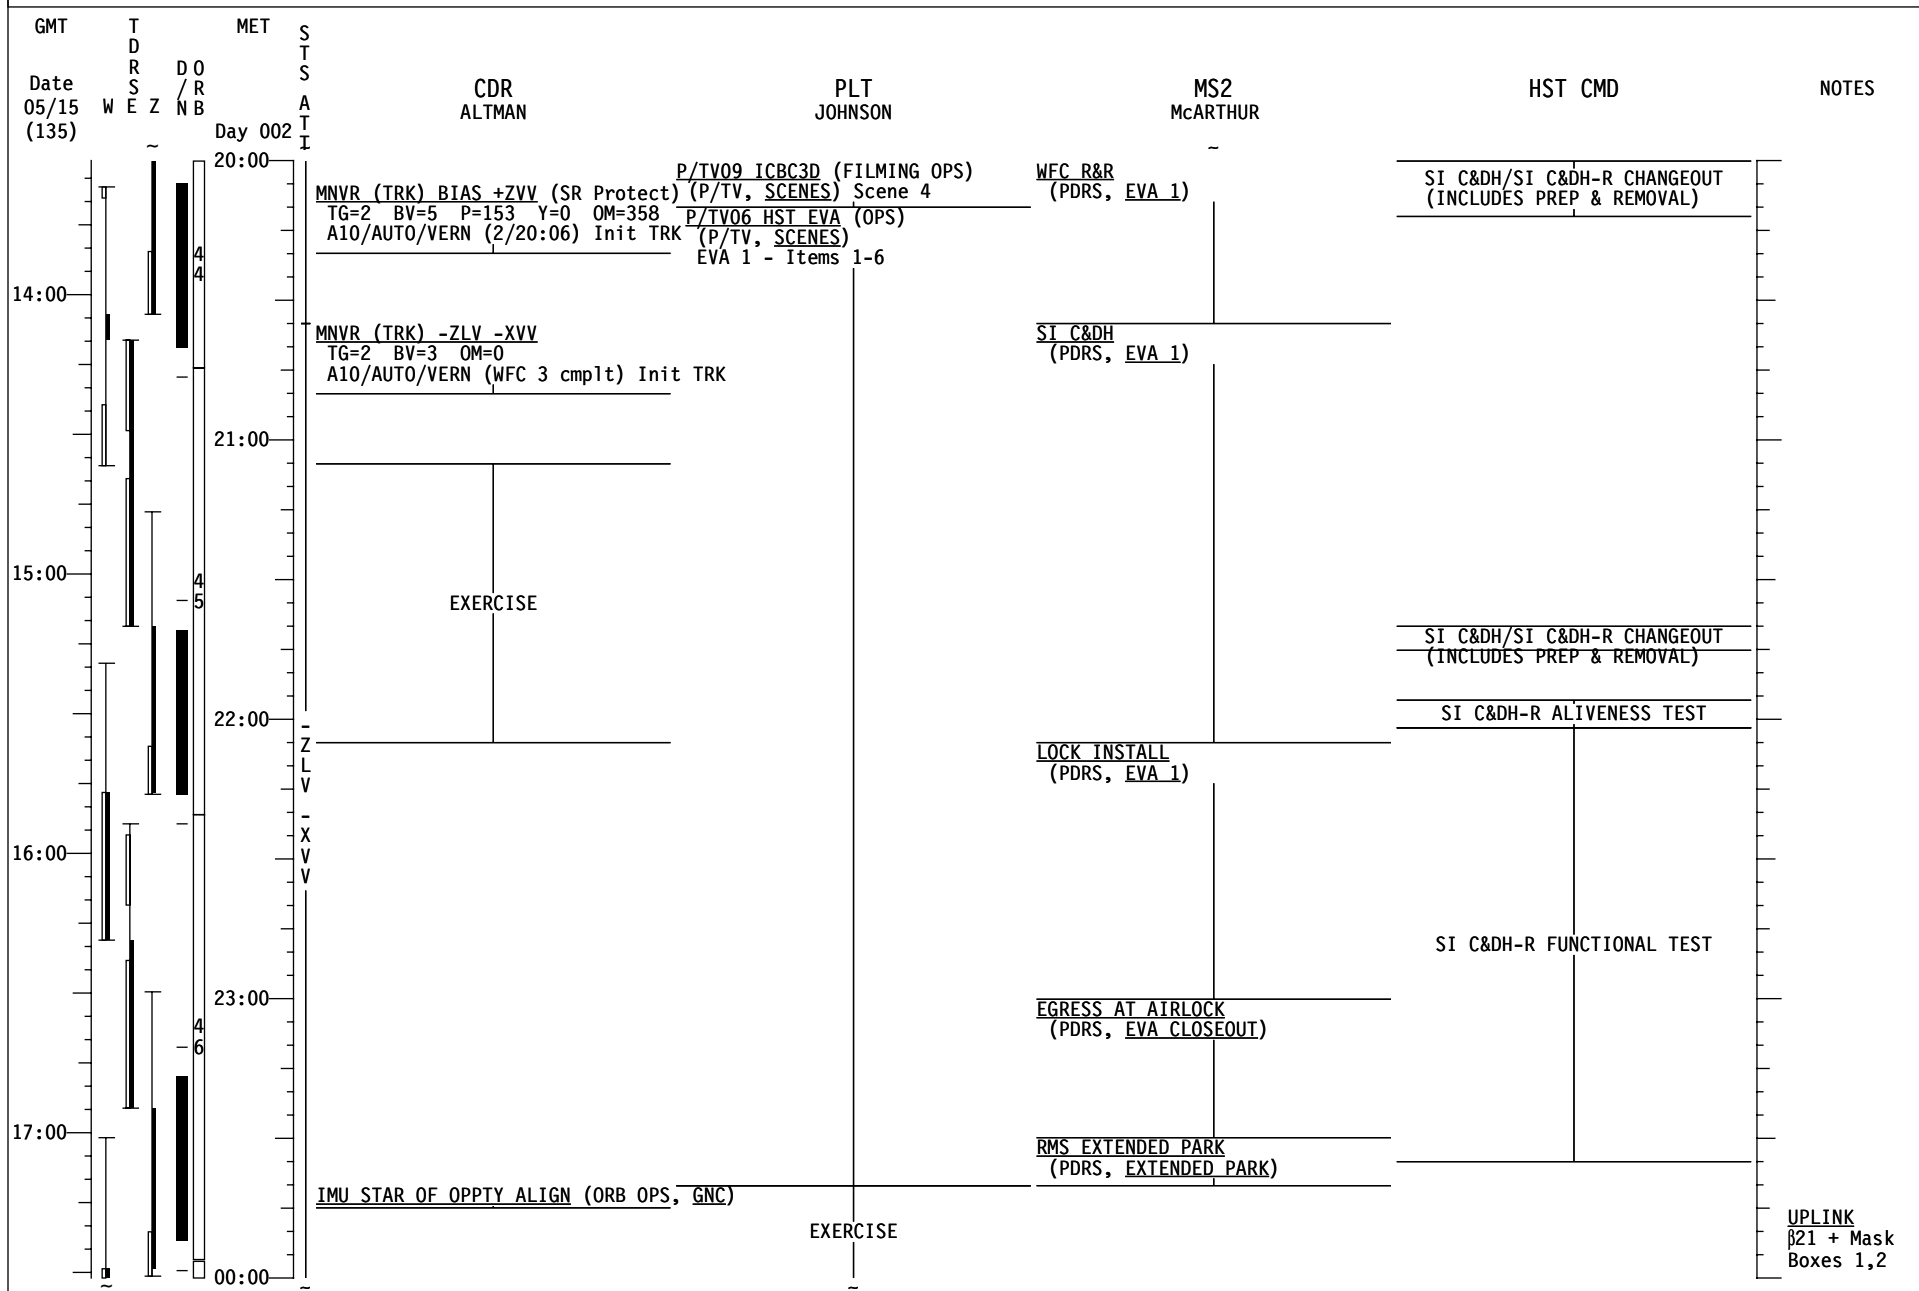 GMT
TDRS
MET
STS ATT
Date
05/15
(135)
W E Z
D/N
ORB
Day 002
CDR
ALTMAN
PLT
JOHNSON
MS2
McARTHUR
HST CMD
NOTES
~
~
20:00
P/TV09 ICBC3D (FILMING OPS)
(P/TV, SCENES) Scene 4
WFC R&R
(PDRS, EVA 1)
SI C&DH/SI C&DH-R CHANGEOUT
(INCLUDES PREP & REMOVAL)
MNVR (TRK) BIAS +ZVV (SR Protect)
TG=2 BV=5 P=153 Y=0 OM=358
A10/AUTO/VERN (2/20:06) Init TRK
P/TV06 HST EVA (OPS)
(P/TV, SCENES)
EVA 1 - Items 1-6
44
14:00
MNVR (TRK) -ZLV -XVV
TG=2 BV=3 OM=0
A10/AUTO/VERN (WFC 3 cmplt) Init TRK
SI C&DH
(PDRS, EVA 1)
21:00
15:00
45
EXERCISE
SI C&DH/SI C&DH-R CHANGEOUT
(INCLUDES PREP & REMOVAL)
22:00
SI C&DH-R ALIVENESS TEST
-ZLV -XVV
LOCK INSTALL
(PDRS, EVA 1)
16:00
SI C&DH-R FUNCTIONAL TEST
23:00
EGRESS AT AIRLOCK
(PDRS, EVA CLOSEOUT)
46
17:00
RMS EXTENDED PARK
(PDRS, EXTENDED PARK)
IMU STAR OF OPPTY ALIGN (ORB OPS, GNC)
EXERCISE
UPLINK
β21 + Mask
Boxes 1,2
00:00
~
~
~